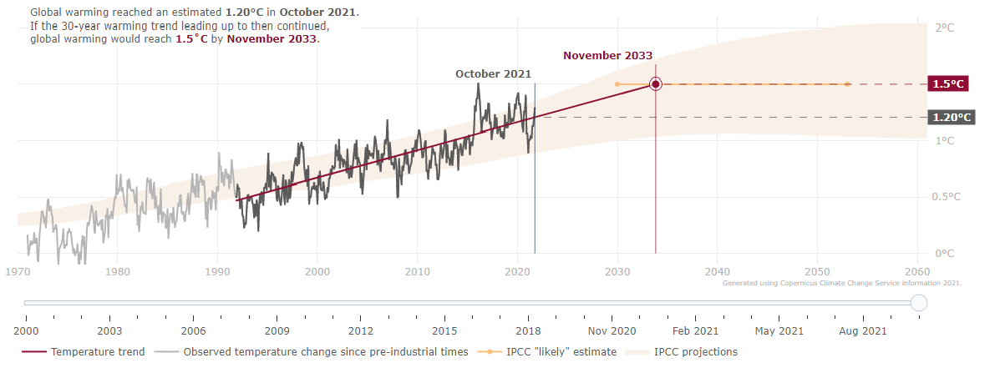 Global warming reached an estimated 1.20°C in October 2021.
If the 30-year warming trend leading up to then continued,
global warming would reach 1.5˚C by November 2033.
2°C
November 2033
October 2021
1.5°C
1.20°C
1°C
0.5°C
0°C
1970 1980 1990 2000 2010 2020 2030 2040 2050 2060
Generated using Copernicus Climate Change Service information 2021.
2000 2003 2006 2009 2012 2015 2018 Nov 2020 Feb 2021 May 2021 Aug 2021
Temperature trend Observed temperature change since pre-industrial times IPCC "likely" estimate IPCC projections